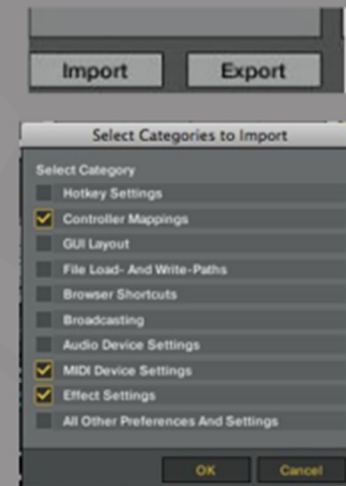 Import Export
Select Categories to Import
Select Category
Hotkey Settings
Controller Mappings
GUI Layout
File Load- And Write-Paths
Browser Shortcuts
Broadcasting
Audio Device Settings
MIDI Device Settings
Effect Settings
All Other Preferences And Settings
OK Cancel